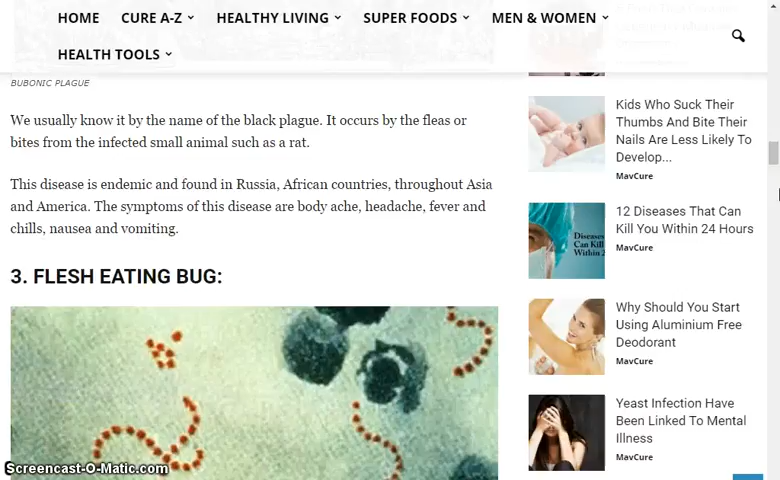 HOME
CURE A-Z
HEALTHY LIVING
SUPER FOODS
MEN & WOMEN
HEALTH TOOLS
BUBONIC PLAGUE
We usually know it by the name of the black plague. It occurs by the fleas or
bites from the infected small animal such as a rat.
This disease is endemic and found in Russia, African countries, throughout Asia
and America. The symptoms of this disease are body ache, headache, fever and
chills, nausea and vomiting.
3. FLESH EATING BUG:
Screencast-O-Matic.com
Kids Who Suck Their
Thumbs And Bite Their
Nails Are Less Likely To
Develop...
MavCure
Diseases
Can Kill
Within 2
12 Diseases That Can
Kill You Within 24 Hours
MavCure
Why Should You Start
Using Aluminium Free
Deodorant
MavCure
Yeast Infection Have
Been Linked To Mental
Illness
MavCure